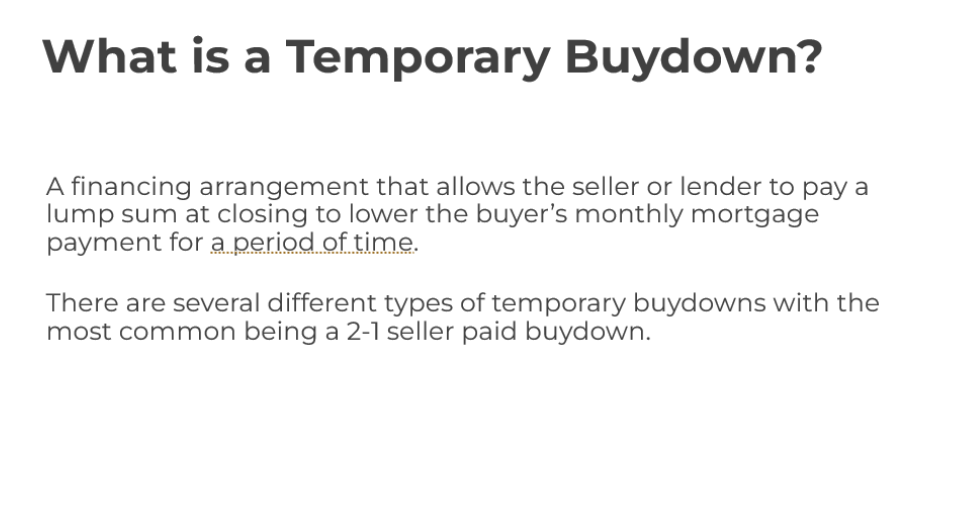 What is a Temporary Buydown?
A financing arrangement that allows the seller or lender to pay a
lump sum at closing to lower the buyer’s monthly mortgage
payment for a period of time.
There are several different types of temporary buydowns with the
most common being a 2-1 seller paid buydown.